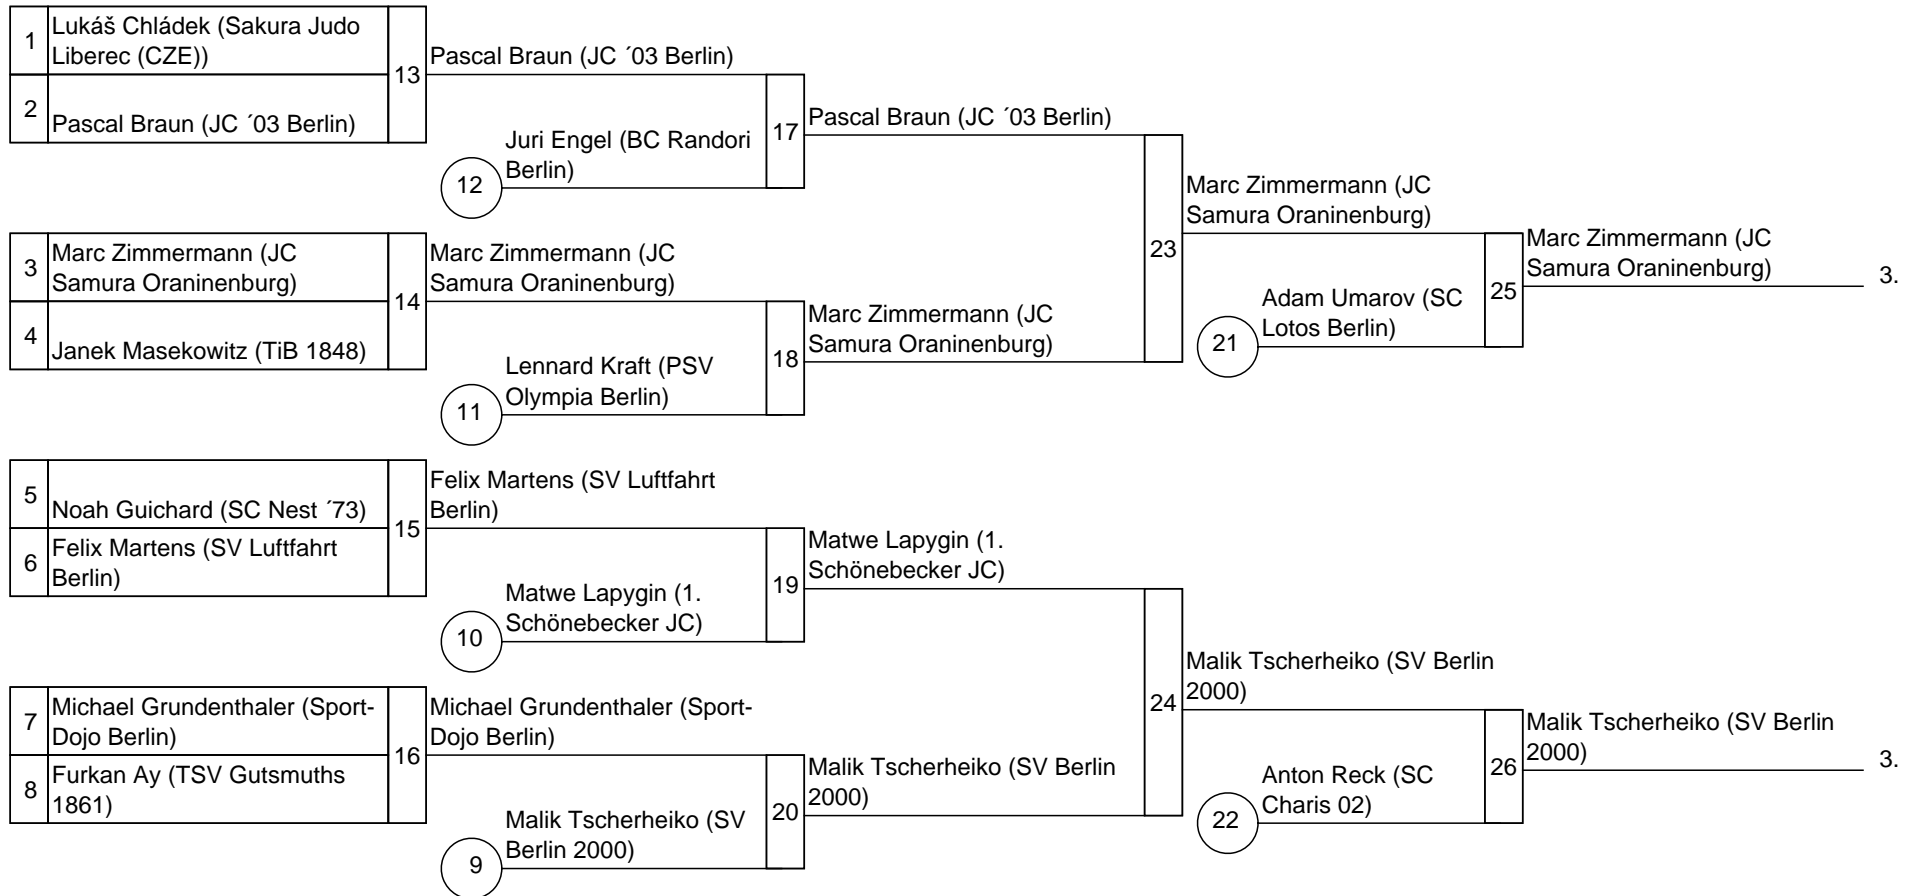 1
Lukáš Chládek (Sakura Judo
Liberec (CZE))
2
Pascal Braun (JC ´03 Berlin)
13
Pascal Braun (JC ´03 Berlin)
12
Juri Engel (BC Randori
Berlin)
17
Pascal Braun (JC ´03 Berlin)
3
Marc Zimmermann (JC
Samura Oraninenburg)
4
Janek Masekowitz (TiB 1848)
14
Marc Zimmermann (JC
Samura Oraninenburg)
11
Lennard Kraft (PSV
Olympia Berlin)
18
Marc Zimmermann (JC
Samura Oraninenburg)
23
Marc Zimmermann (JC
Samura Oraninenburg)
21
Adam Umarov (SC
Lotos Berlin)
25
Marc Zimmermann (JC
Samura Oraninenburg)
3.
5
Noah Guichard (SC Nest ´73)
6
Felix Martens (SV Luftfahrt
Berlin)
15
Felix Martens (SV Luftfahrt
Berlin)
10
Matwe Lapygin (1.
Schönebecker JC)
19
Matwe Lapygin (1.
Schönebecker JC)
7
Michael Grundenthaler (Sport-
Dojo Berlin)
8
Furkan Ay (TSV Gutsmuths
1861)
16
Michael Grundenthaler (Sport-
Dojo Berlin)
9
Malik Tscherheiko (SV
Berlin 2000)
20
Malik Tscherheiko (SV Berlin
2000)
24
Malik Tscherheiko (SV Berlin
2000)
22
Anton Reck (SC
Charis 02)
26
Malik Tscherheiko (SV Berlin
2000)
3.